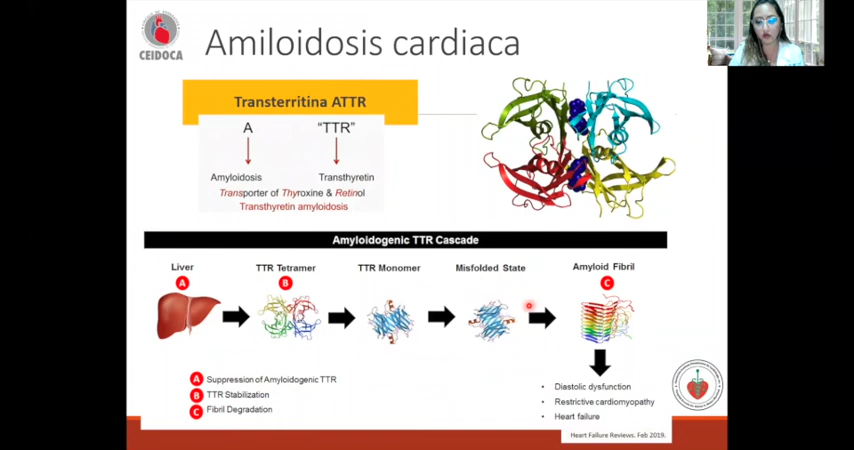 CEIDOCA
Amiloidosis cardiaca
Transterritina ATTR
A "TTR"
Amyloidosis Transthyretin
Transporter of Thyroxine & Retinol
Transthyretin amyloidosis
Amyloidogenic TTR Cascade
Liver TTR Tetramer TTR Monomer Misfolded State Amyloid Fibril
A B C
A Suppression of Amyloidogenic TTR
B TTR Stabilization
C Fibril Degradation
• Diastolic dysfunction
• Restrictive cardiomyopathy
• Heart failure
Heart Failure Reviews. Feb 2019.